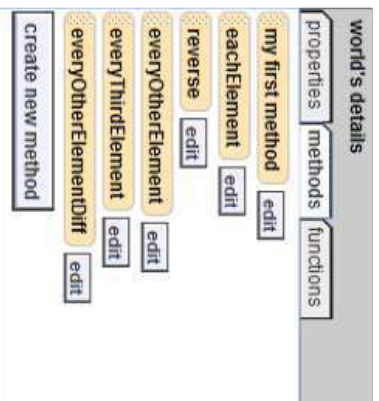 world's details
properties methods functions
my first method edit
eachElement edit
reverse edit
everyOtherElement edit
everyThirdElement edit
everyOtherElementDiff edit
create new method